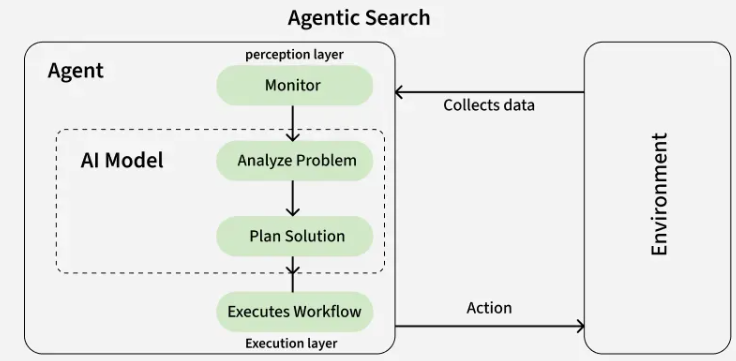 Agentic Search
perception layer
Agent
Monitor
Collects data
AI Model
Analyze Problem
Environment
Plan Solution
Executes Workflow
Action
Execution layer